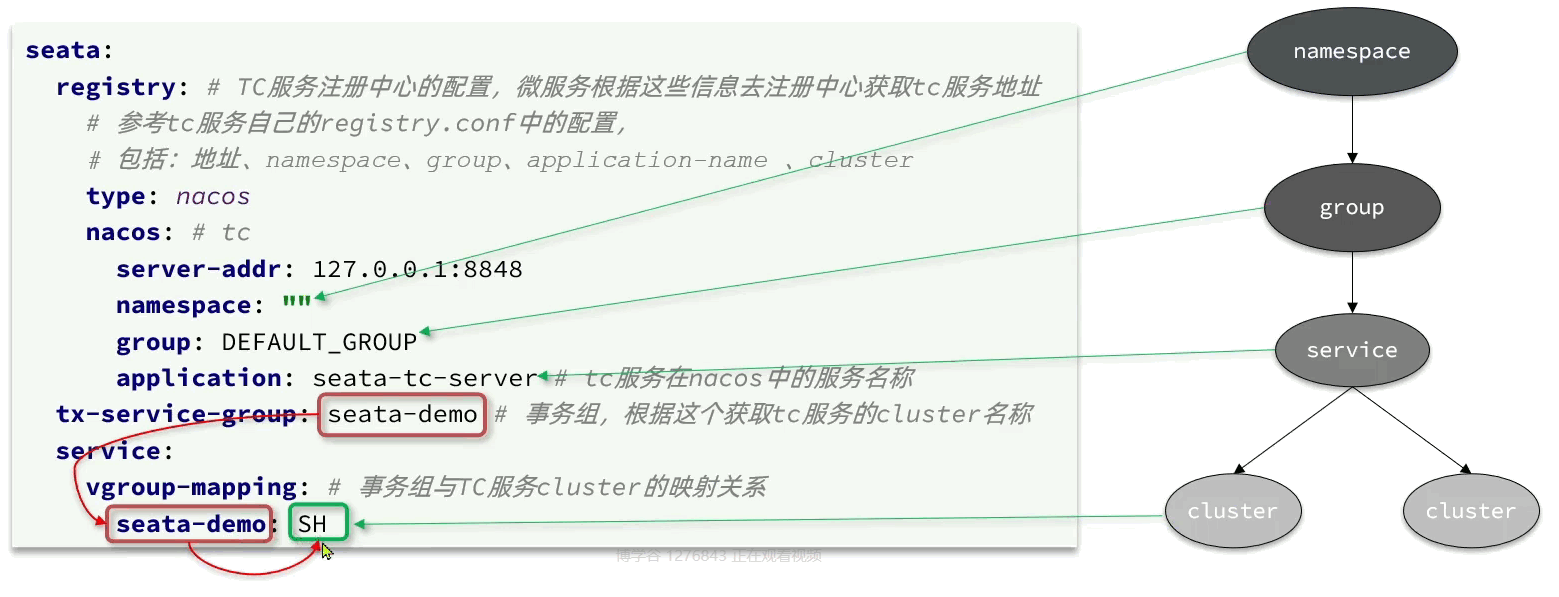 seata:
registry: # TC服务注册中心的配置，微服务根据这些信息去注册中心获取tc服务地址
# 参考tc服务自己的registry.conf中的配置，
# 包括：地址、namespace、group、application-name 、cluster
type: nacos
nacos: # tc
server-addr: 127.0.0.1:8848
namespace: ""
group: DEFAULT_GROUP
application: seata-tc-server # tc服务在nacos中的服务名称
tx-service-group: seata-demo # 事务组，根据这个获取tc服务的cluster名称
service:
vgroup-mapping: # 事务组与TC服务cluster的映射关系
seata-demo: SH
博学谷 1276843 正在观看视频
namespace
group
service
cluster
cluster